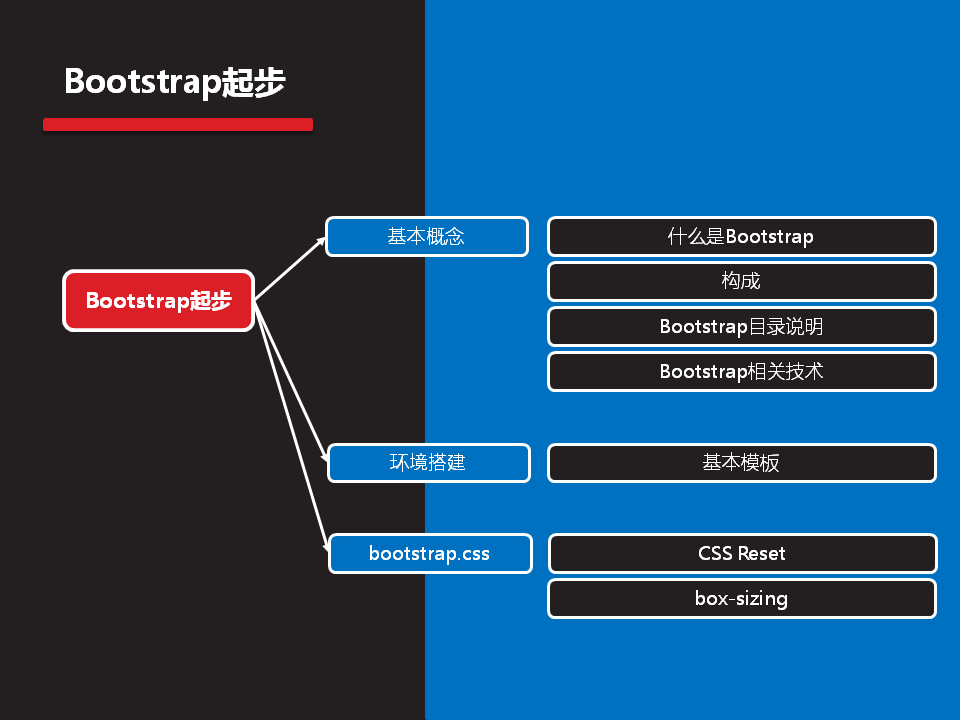 Bootstrap起步
基本概念
什么是Bootstrap
构成
Bootstrap起步
Bootstrap目录说明
Bootstrap相关技术
环境搭建
基本模板
bootstrap.css
CSS Reset
box-sizing